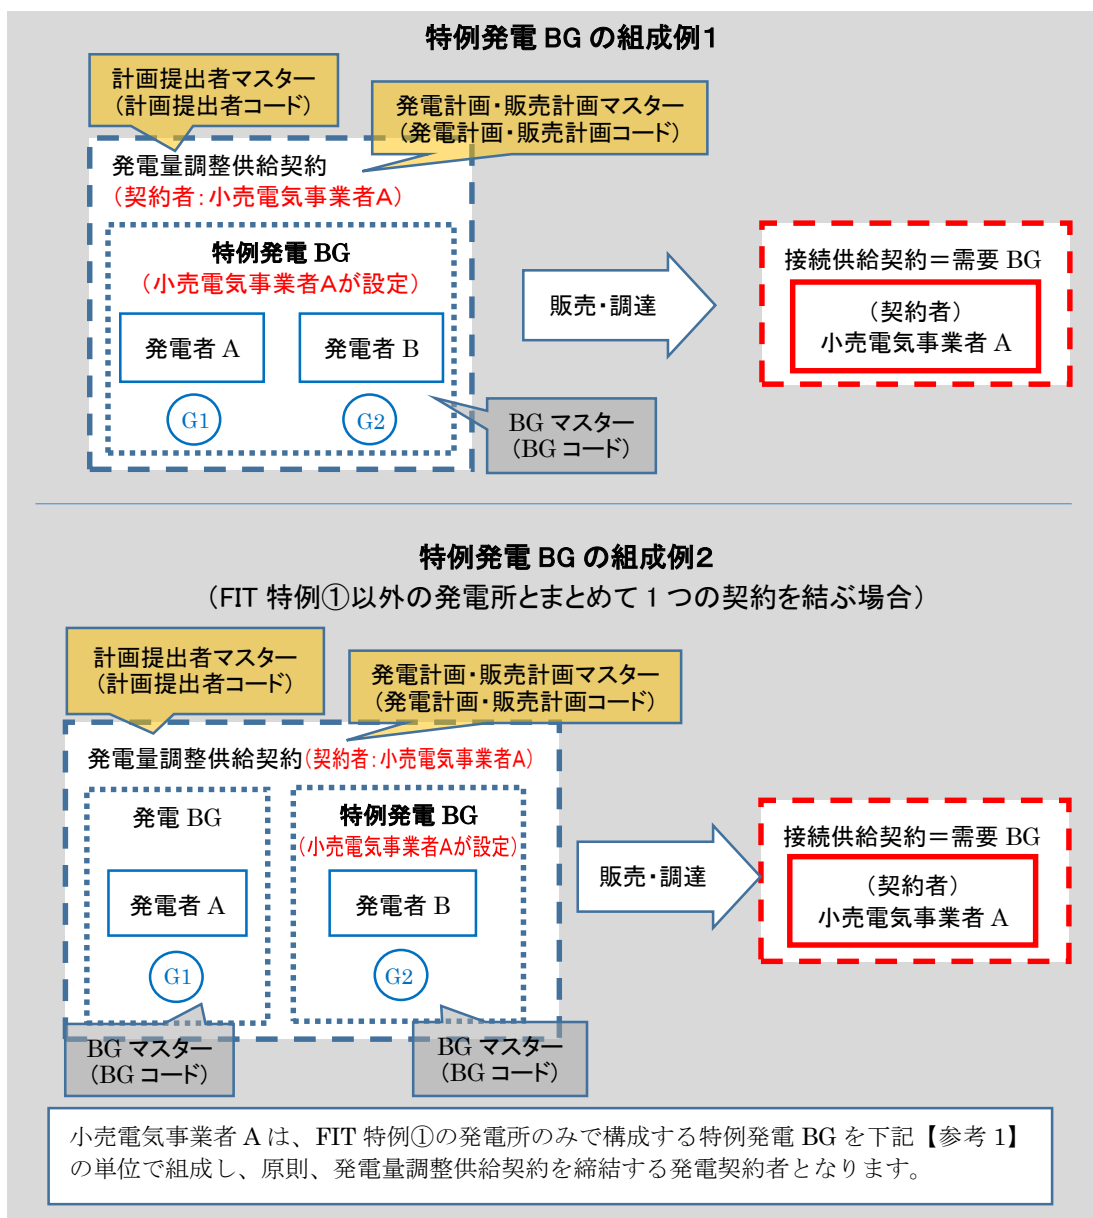 特例発電 BG の組成例1
計画提出者マスター
（計画提出者コード）
発電計画・販売計画マスター
（発電計画・販売計画コード）
発電量調整供給契約
（契約者：小売電気事業者A）
特例発電 BG
（小売電気事業者Aが設定）
発電者 A
発電者 B
G1
G2
BG マスター
（BG コード）
販売・調達
接続供給契約＝需要 BG
（契約者）
小売電気事業者 A
特例発電 BG の組成例2
（FIT 特例①以外の発電所とまとめて 1 つの契約を結ぶ場合）
計画提出者マスター
（計画提出者コード）
発電計画・販売計画マスター
（発電計画・販売計画コード）
発電量調整供給契約（契約者：小売電気事業者A）
発電 BG
特例発電 BG
（小売電気事業者Aが設定）
発電者 A
発電者 B
G1
G2
BG マスター
（BG コード）
BG マスター
（BG コード）
販売・調達
接続供給契約＝需要 BG
（契約者）
小売電気事業者 A
小売電気事業者 A は、FIT 特例①の発電所のみで構成する特例発電 BG を下記【参考 1】
の単位で組成し、原則、発電量調整供給契約を締結する発電契約者となります。